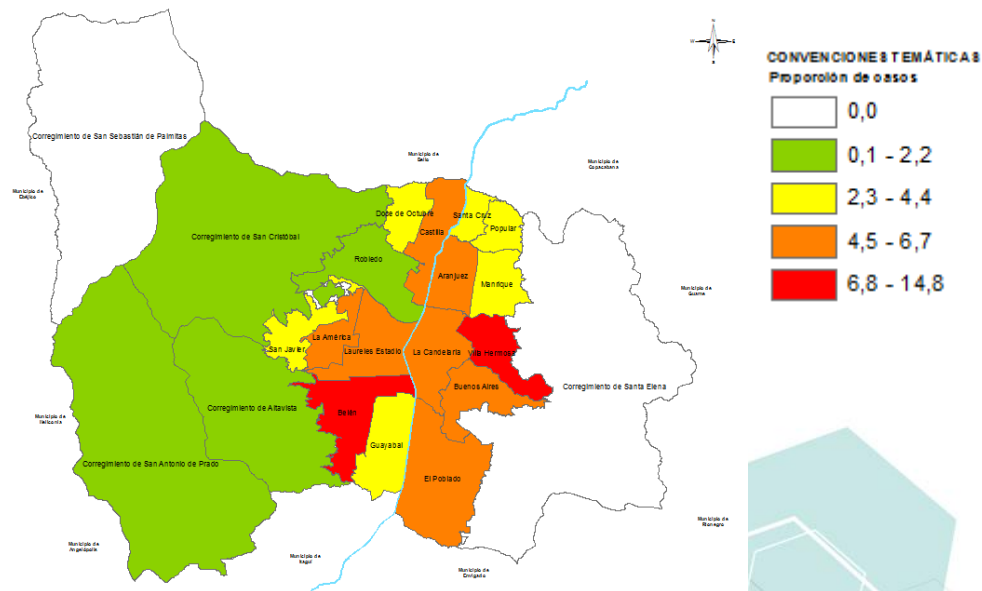 N
W
E
S
CONVENCIONES TEMÁTICAS
Proporción de casos
0,0
0,1 - 2,2
2,3 - 4,4
4,5 - 6,7
6,8 - 14,8
Corregimiento de San Sebastián de Palmitas
Municipio de
Bello
Municipio de
Copacabana
Municipio de
Ebéjico
Doce de Octubre
Santa Cruz
Castilla
Popular
Corregimiento de San Cristóbal
Robledo
Aranjuez
Manrique
Municipio de
Guarne
La América
San Javier
Laureles Estadio
La Candelaria
Villa Hermosa
Buenos Aires
Corregimiento de Santa Elena
Corregimiento de Altavista
Belén
Municipio de
Heliconia
Guayabal
Corregimiento de San Antonio de Prado
El Poblado
Municipio de
Rionegro
Municipio de
Angelópolis
Municipio de
Itagüí
Municipio de
Envigado